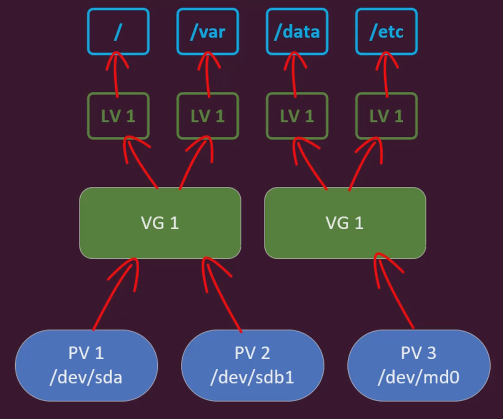 / /var /data /etc
LV 1 LV 1 LV 1 LV 1
VG 1 VG 1
PV 1 PV 2 PV 3
/dev/sda /dev/sdb1 /dev/md0